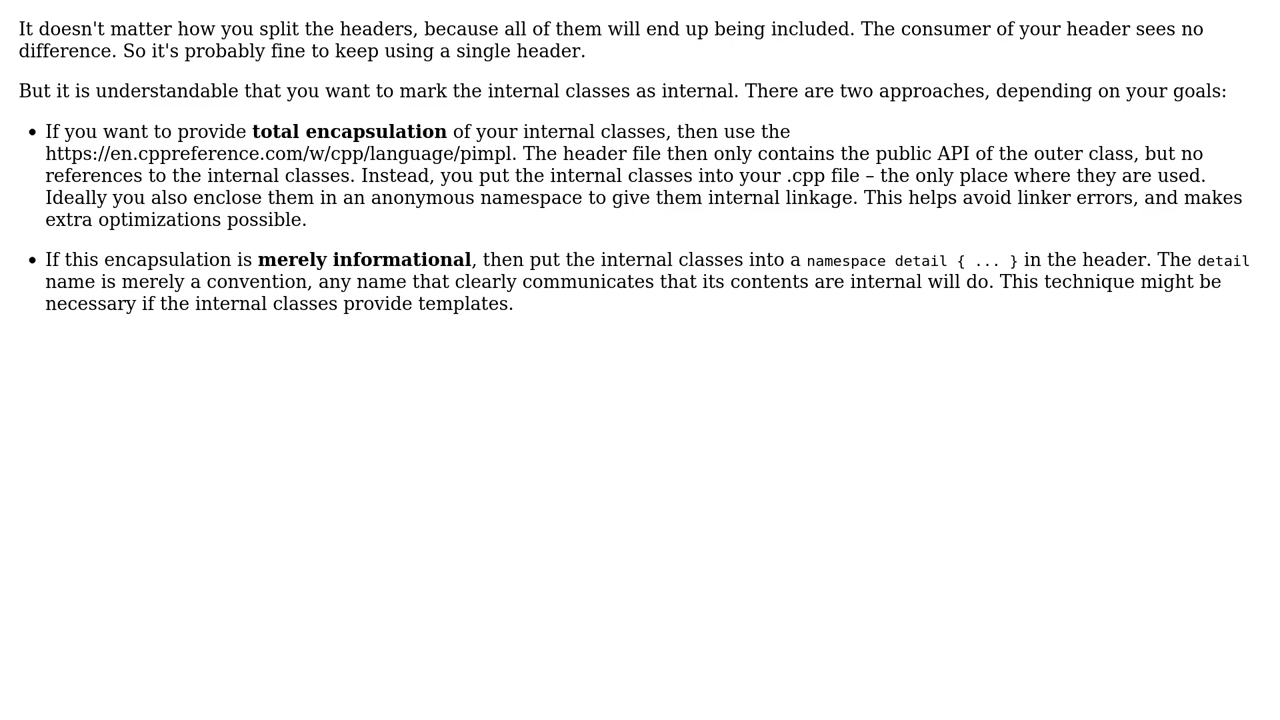 It doesn't matter how you split the headers, because all of them will end up being included. The consumer of your header sees no
difference. So it's probably fine to keep using a single header.
But it is understandable that you want to mark the internal classes as internal. There are two approaches, depending on your goals:
• If you want to provide total encapsulation of your internal classes, then use the
https://en.cppreference.com/w/cpp/language/pimpl. The header file then only contains the public API of the outer class, but no
references to the internal classes. Instead, you put the internal classes into your .cpp file – the only place where they are used.
Ideally you also enclose them in an anonymous namespace to give them internal linkage. This helps avoid linker errors, and makes
extra optimizations possible.
• If this encapsulation is merely informational, then put the internal classes into a namespace detail { ... } in the header. The detail
name is merely a convention, any name that clearly communicates that its contents are internal will do. This technique might be
necessary if the internal classes provide templates.